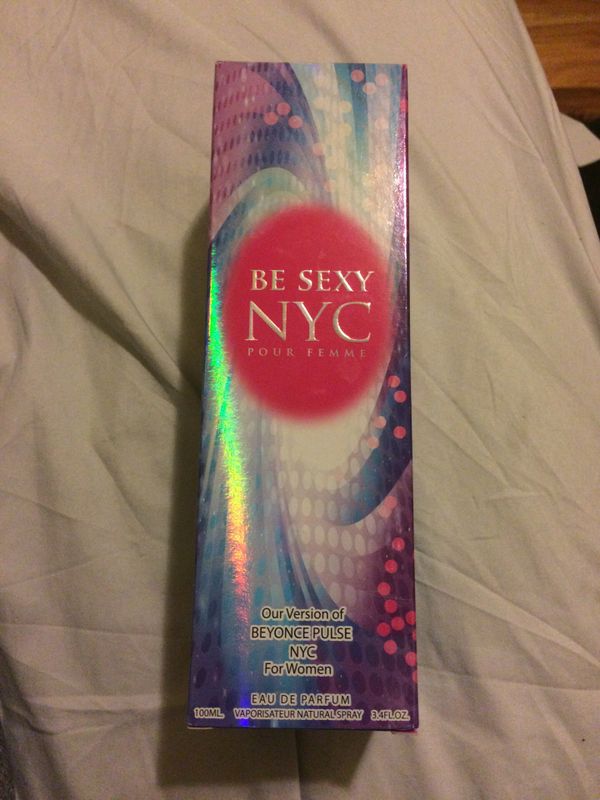 BE SEXY
NYC
POUR FEMME
Our Version of
BEYONCE PULSE
NYC
For Women
EAU DE PARFUM
100ML. VAPORISATEUR NATURAL SPRAY 3.4FL.OZ.